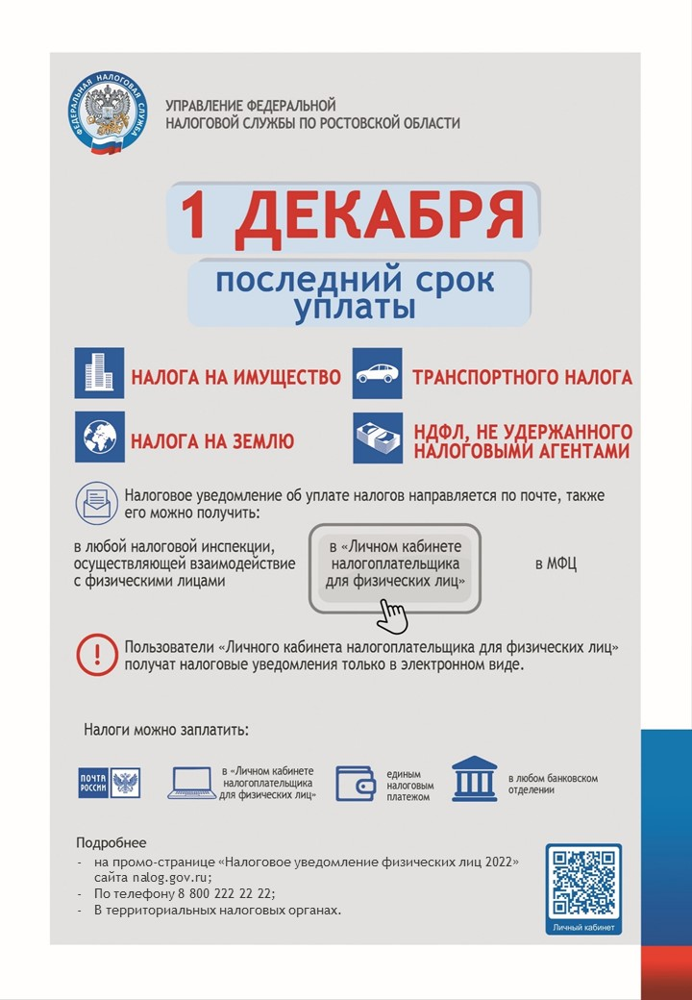 ФЕДЕРАЛЬНАЯ НАЛОГОВАЯ СЛУЖБА
УПРАВЛЕНИЕ ФЕДЕРАЛЬНОЙ
НАЛОГОВОЙ СЛУЖБЫ ПО РОСТОВСКОЙ ОБЛАСТИ
1 ДЕКАБРЯ
последний срок
уплаты
НАЛОГА НА ИМУЩЕСТВО
ТРАНСПОРТНОГО НАЛОГА
НАЛОГА НА ЗЕМЛЮ
НДФЛ, НЕ УДЕРЖАННОГО
НАЛОГОВЫМИ АГЕНТАМИ
Налоговое уведомление об уплате налогов направляется по почте, также
его можно получить:
в любой налоговой инспекции,
осуществляющей взаимодействие
с физическими лицами
в «Личном кабинете
налогоплательщика
для физических лиц»
в МФЦ
Пользователи «Личного кабинета налогоплательщика для физических лиц»
получат налоговые уведомления только в электронном виде.
Налоги можно заплатить:
ПОЧТА
РОССИИ
в «Личном кабинете
налогоплательщика
для физических лиц»
единым
налоговым
платежом
в любом банковском
отделении
Подробнее
- на промо-странице «Налоговое уведомление физических лиц 2022»
сайта nalog.gov.ru;
- По телефону 8 800 222 22 22;
- В территориальных налоговых органах.
Личный кабинет